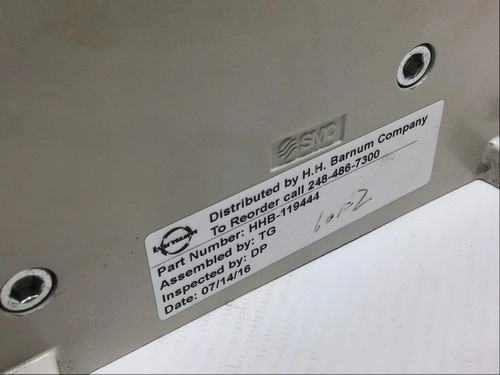 SMC
Distributed by H.H. Barnum Company
To Reorder call 248-486-7300
Part Number: HHB-119444
Assembled by: TG
Inspected by: DP
Date: 07/14/16
1 of 2